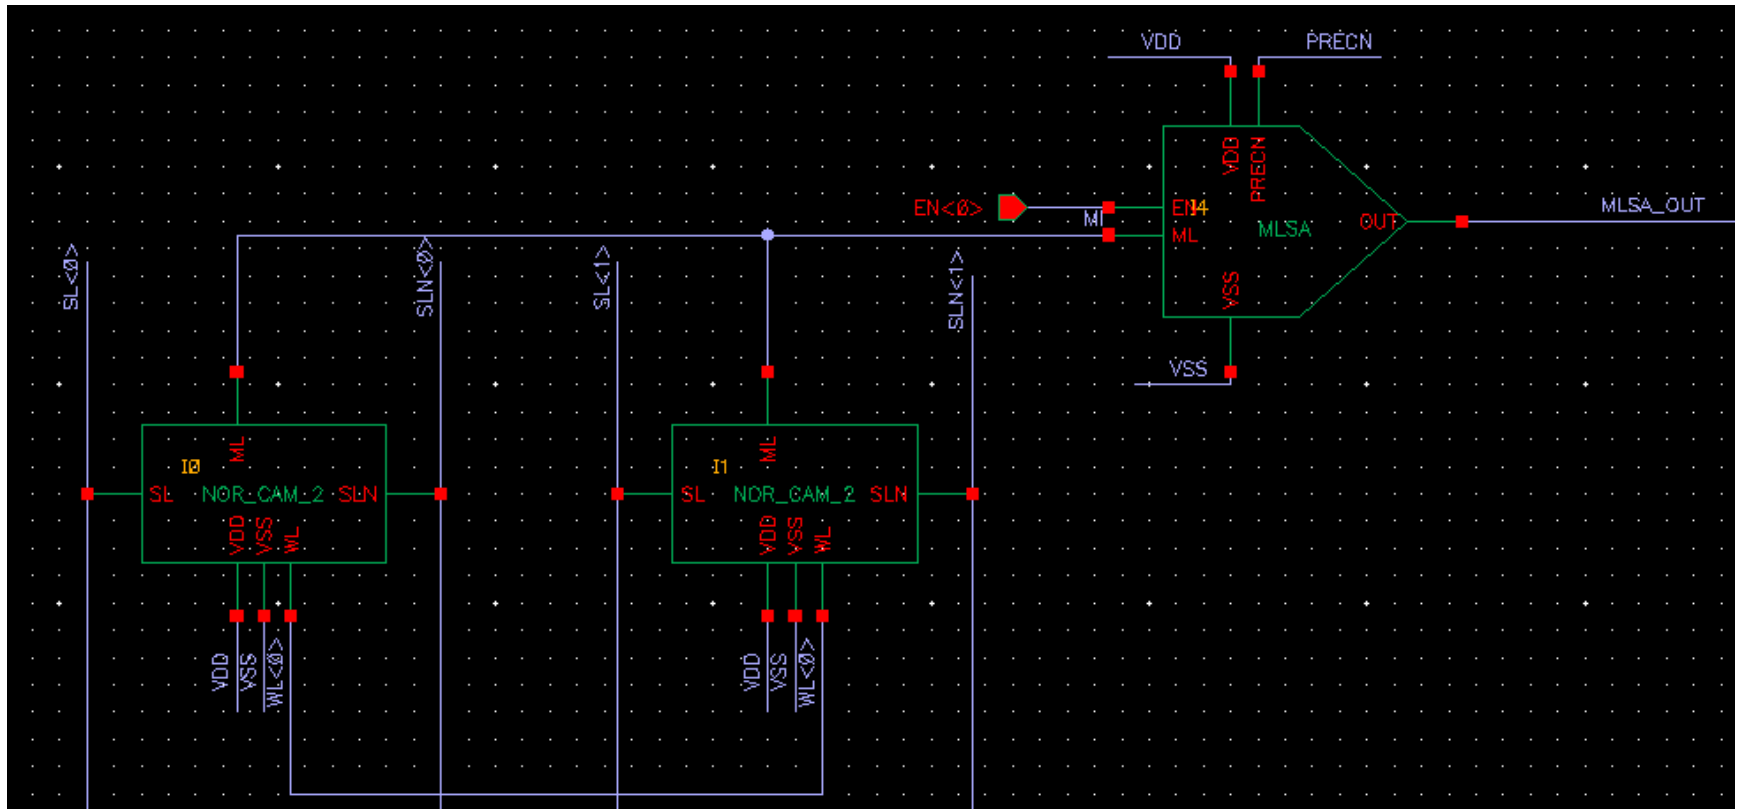 VDD
PRECN
VDD
PRECN
EN<0>
EN
I4
ML
MLSA
OUT
MLSA_OUT
VSS
VSS
SL<0>
SLN<0>
SL<1>
SLN<1>
ML
I0
SL
NOR_CAM_2
SLN
VDD
VSS
WL
VDD
VSS
WL<0>
ML
I1
SL
NOR_CAM_2
SLN
VDD
VSS
WL
VDD
VSS
WL<0>